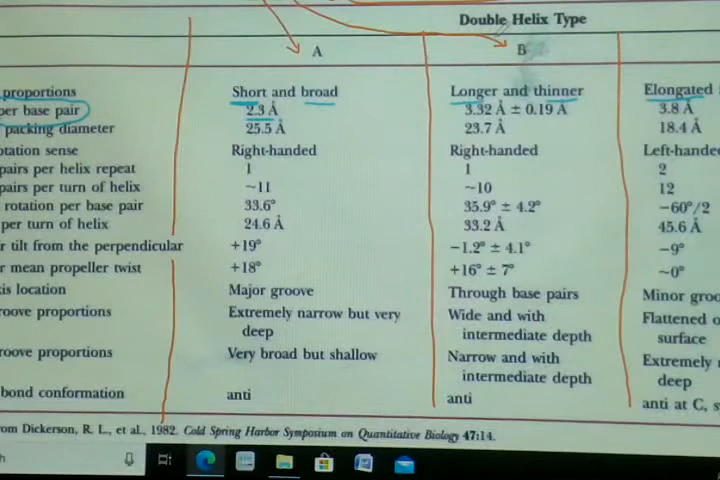 Double Helix Type
A B
proportions Short and broad Longer and thinner Elongated
per base pair 2.3 Å 3.32 Å ± 0.19 Å 3.8 Å
packing diameter 25.5 Å 23.7 Å 18.4 Å
otation sense Right-handed Right-handed Left-hande
pairs per helix repeat 1 1 2
pairs per turn of helix ~11 ~10 12
rotation per base pair 33.6° 35.9° ± 4.2° −60°/2
per turn of helix 24.6 Å 33.2 Å 45.6 Å
r tilt from the perpendicular +19° −1.2° ± 4.1° −9°
r mean propeller twist +18° +16° ± 7° ~0°
is location Major groove Through base pairs Minor groo
roove proportions Extremely narrow but very Wide and with Flattened o
deep intermediate depth surface
roove proportions Very broad but shallow Narrow and with Extremely
intermediate depth deep
bond conformation anti anti anti at C, s
om Dickerson, R. L., et al., 1982. Cold Spring Harbor Symposium on Quantitative Biology 47:14.
h